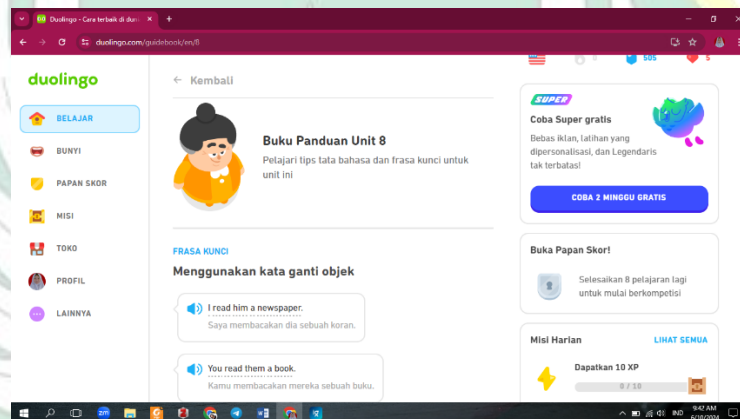 Duolingo - Cara terbaik di duni
duolingo.com/guidebook/en/8
duolingo
BELAJAR
BUNYI
PAPAN SKOR
MISI
TOKO
PROFIL
LAINNYA
← Kembali
Buku Panduan Unit 8
Pelajari tips tata bahasa dan frasa kunci untuk
unit ini
FRASA KUNCI
Menggunakan kata ganti objek
I read him a newspaper.
Saya membacakan dia sebuah koran.
You read them a book.
Kamu membacakan mereka sebuah buku.
0 505 5
SUPER
Coba Super gratis
Bebas iklan, latihan yang
dipersonalisasi, dan Legendaris
tak terbatas!
COBA 2 MINGGU GRATIS
Buka Papan Skor!
Selesaikan 8 pelajaran lagi
untuk mulai berkompetisi
Misi Harian LIHAT SEMUA
Dapatkan 10 XP
0 / 10
IND
9:42 AM
6/10/2024